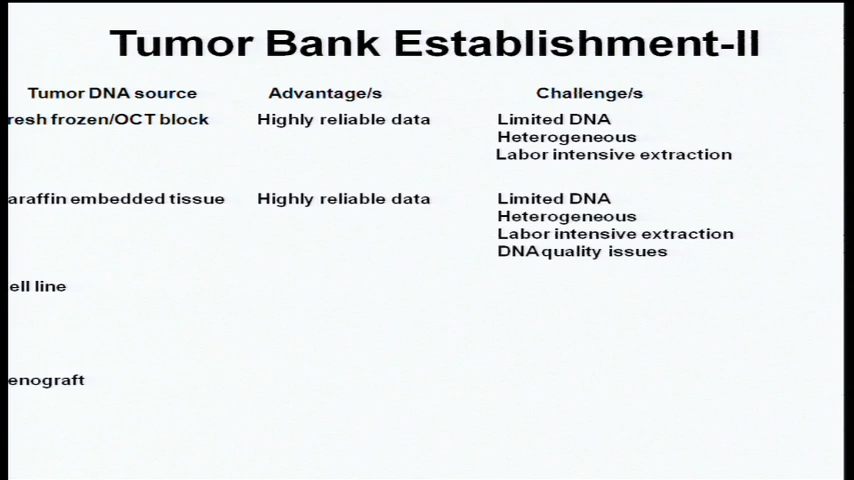 Tumor Bank Establishment-II
Tumor DNA source Advantage/s Challenge/s
resh frozen/OCT block Highly reliable data Limited DNA
Heterogeneous
Labor intensive extraction
araffin embedded tissue Highly reliable data Limited DNA
Heterogeneous
Labor intensive extraction
DNA quality issues
ell line
enograft